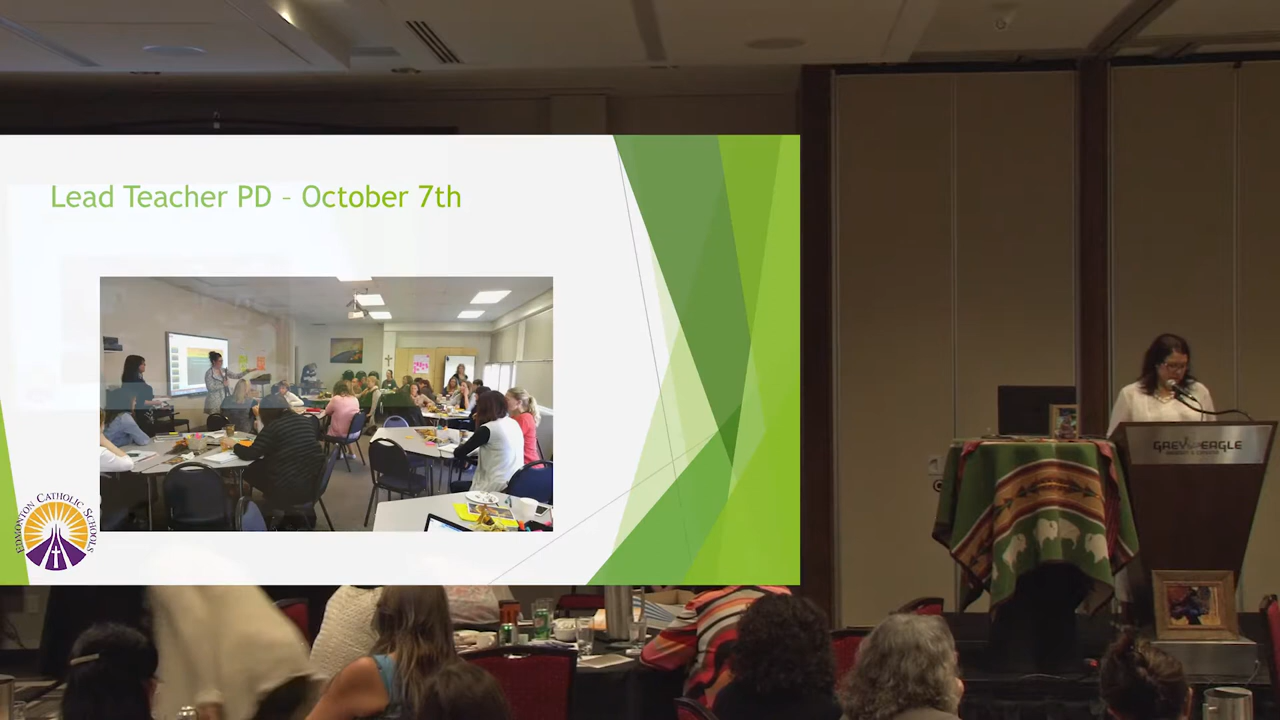 Lead Teacher PD – October 7th
EDMONTON CATHOLIC SCHOOLS
GREY EAGLE